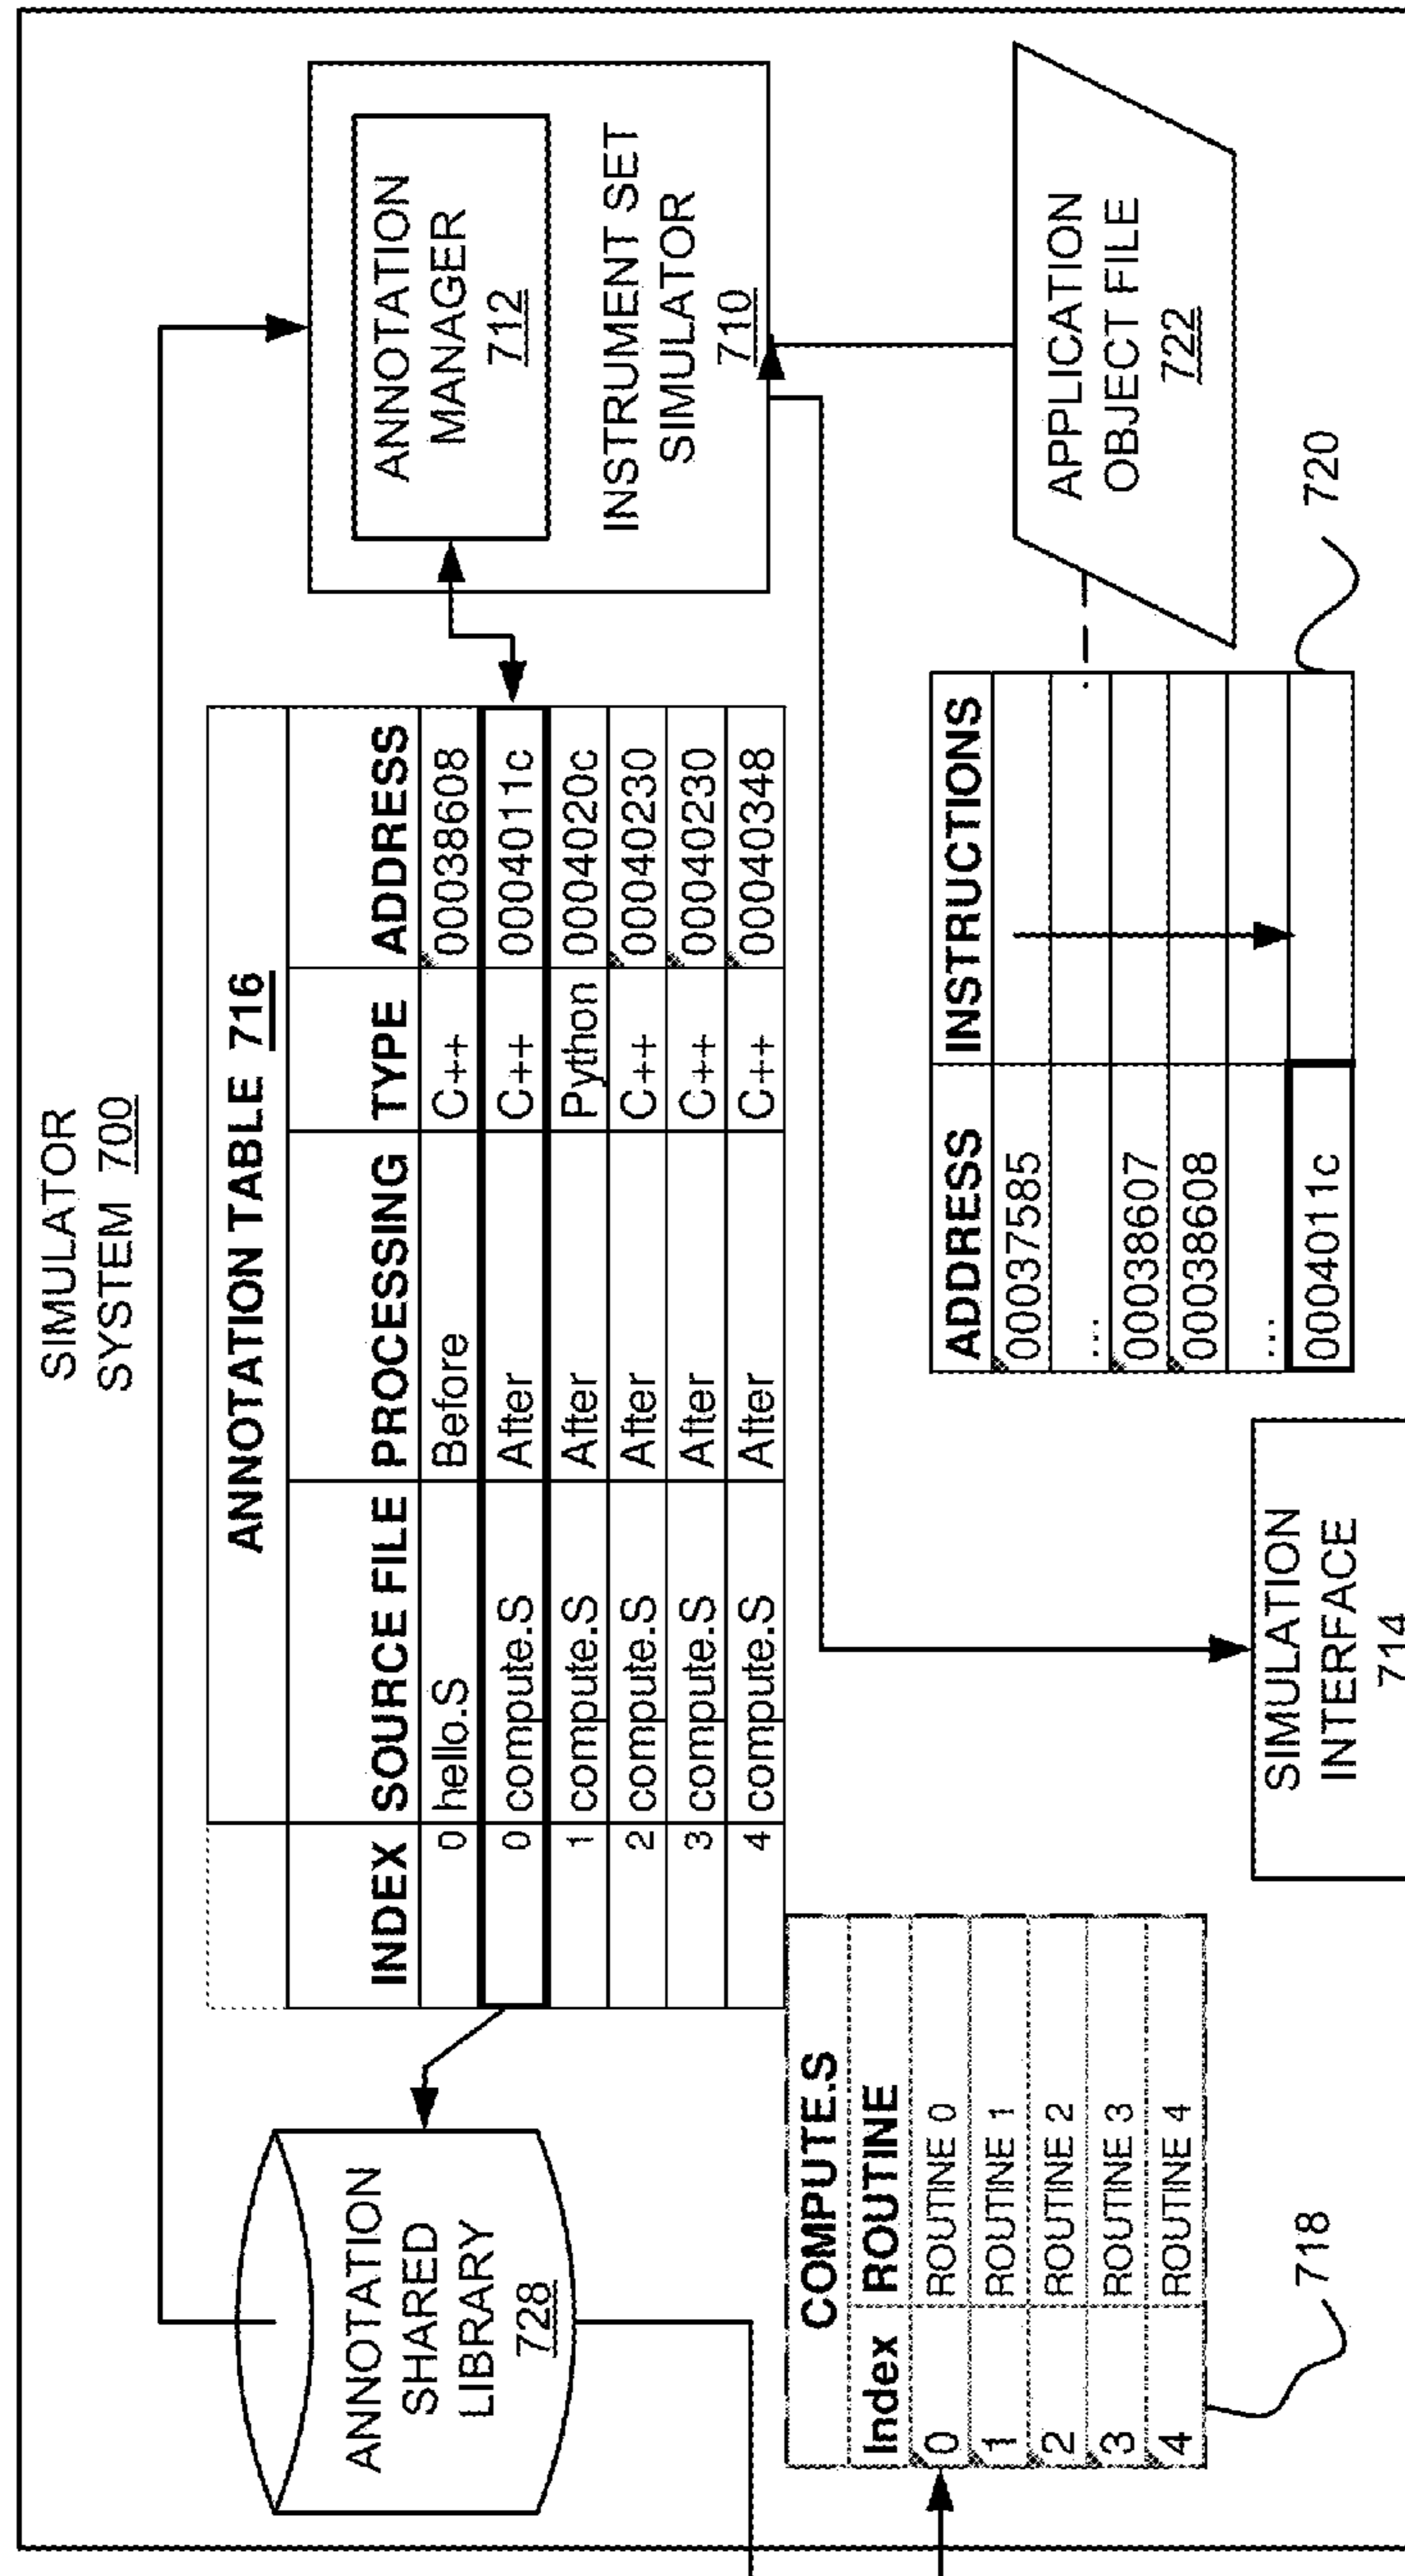 SIMULATOR
SYSTEM 700
ANNOTATION TABLE 716
INDEX SOURCE FILE PROCESSING TYPE ADDRESS
0 hello.S Before C++ 00038608
0 compute.S After C++ 0004011c
1 compute.S After Python 0004020c
2 compute.S After C++ 00040230
3 compute.S After C++ 00040230
4 compute.S After C++ 00040348
ANNOTATION
SHARED
LIBRARY
728
ANNOTATION
MANAGER
712
INSTRUMENT SET
SIMULATOR
710
COMPUTE.S
Index ROUTINE
0 ROUTINE 0
1 ROUTINE 1
2 ROUTINE 2
3 ROUTINE 3
4 ROUTINE 4
718
SIMULATION
INTERFACE
714
ADDRESS INSTRUCTIONS
00037585
...
00038607
00038608
...
0004011c
720
APPLICATION
OBJECT FILE
722